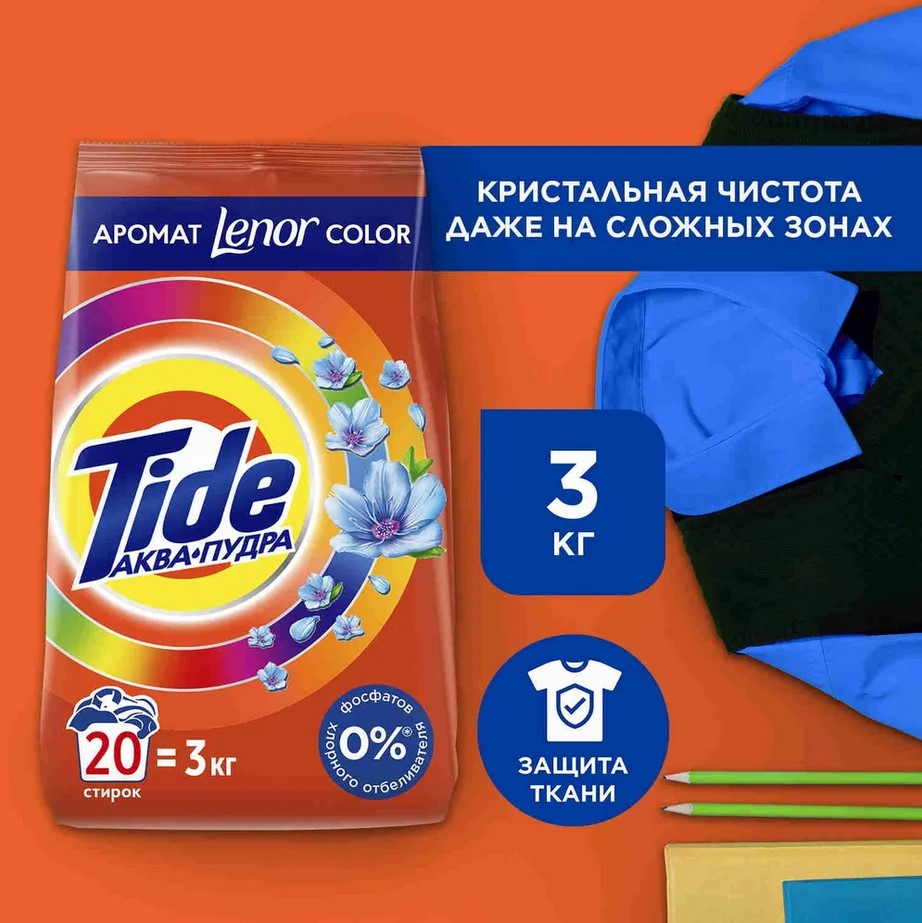 АРОМАТ Lenor COLOR
КРИСТАЛЬНАЯ ЧИСТОТА
ДАЖЕ НА СЛОЖНЫХ ЗОНАХ
Tide
АКВА•ПУДРА
3
КГ
20 = 3 КГ
стирок
фосфатов
0%*
хлорного отбеливателя
ЗАЩИТА
ТКАНИ